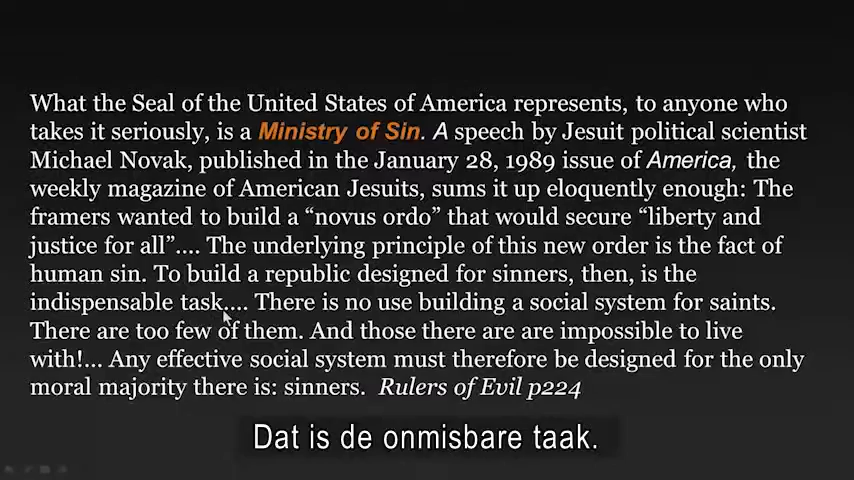 What the Seal of the United States of America represents, to anyone who
takes it seriously, is a Ministry of Sin. A speech by Jesuit political scientist
Michael Novak, published in the January 28, 1989 issue of America, the
weekly magazine of American Jesuits, sums it up eloquently enough: The
framers wanted to build a “novus ordo” that would secure “liberty and
justice for all”.... The underlying principle of this new order is the fact of
human sin. To build a republic designed for sinners, then, is the
indispensable task.... There is no use building a social system for saints.
There are too few of them. And those there are are impossible to live
with!... Any effective social system must therefore be designed for the only
moral majority there is: sinners. Rulers of Evil p224
Dat is de onmisbare taak.